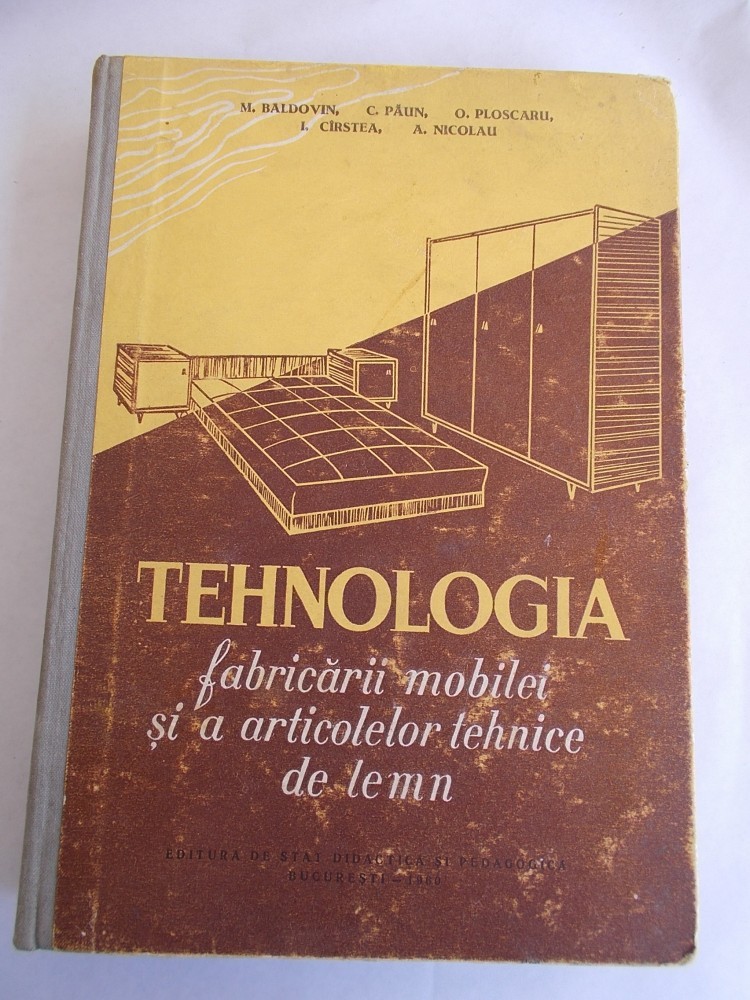 M. BALDOVIN, C. PĂUN, O. PLOSCARU,
I. CÎRSTEA, A. NICOLAU
TEHNOLOGIA
fabricării mobilei
și a articolelor tehnice
de lemn
EDITURA DE STAT DIDACTICĂ ȘI PEDAGOGICĂ
BUCUREȘTI — 1960